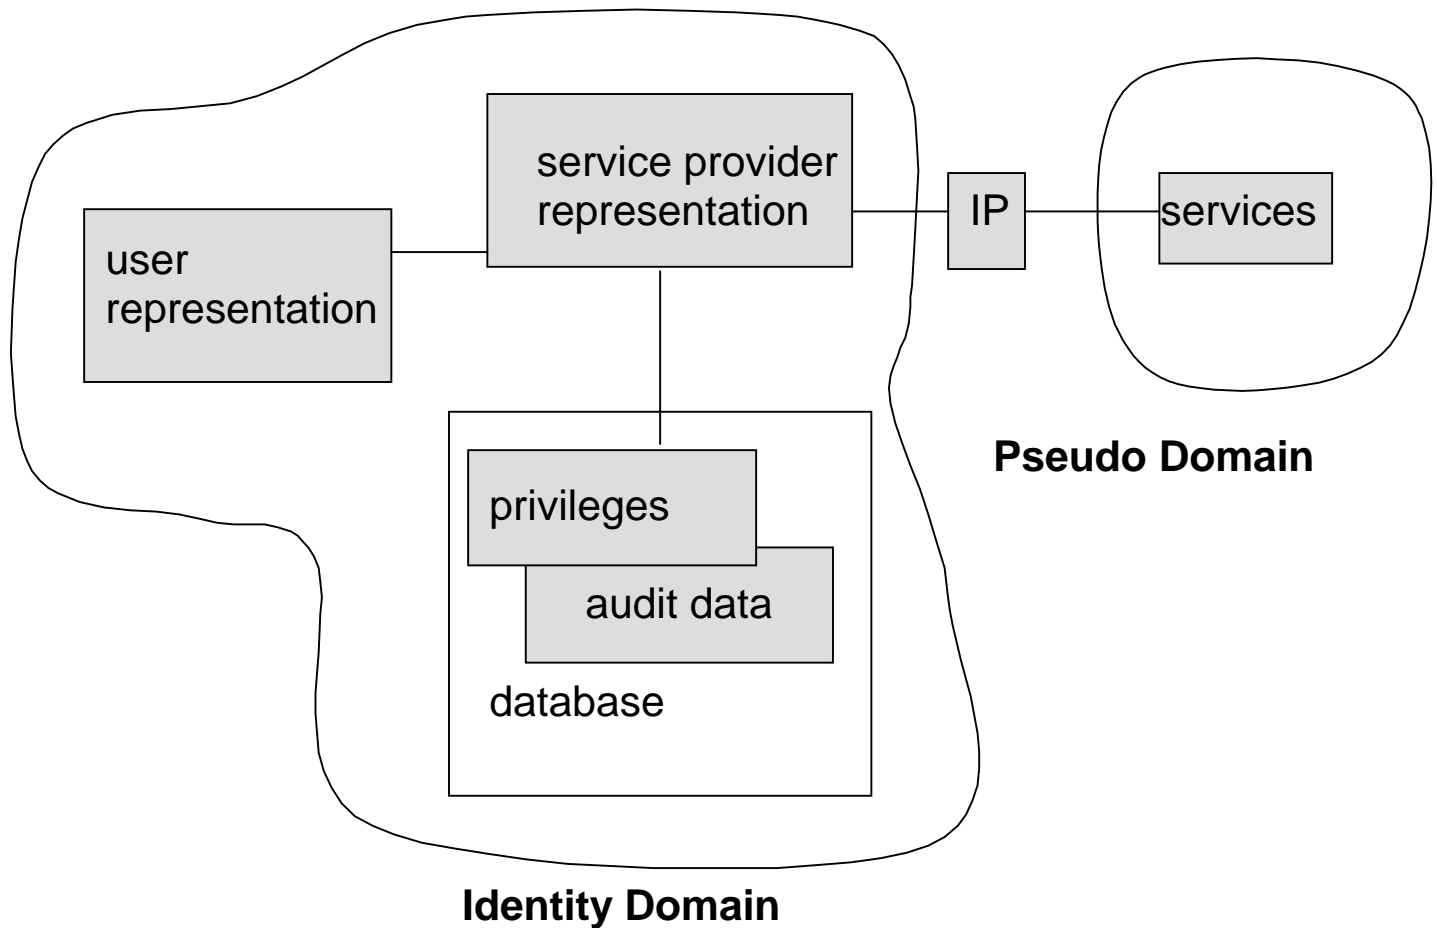 service provider
representation
IP
services
user
representation
Pseudo Domain
privileges
audit data
database
Identity Domain